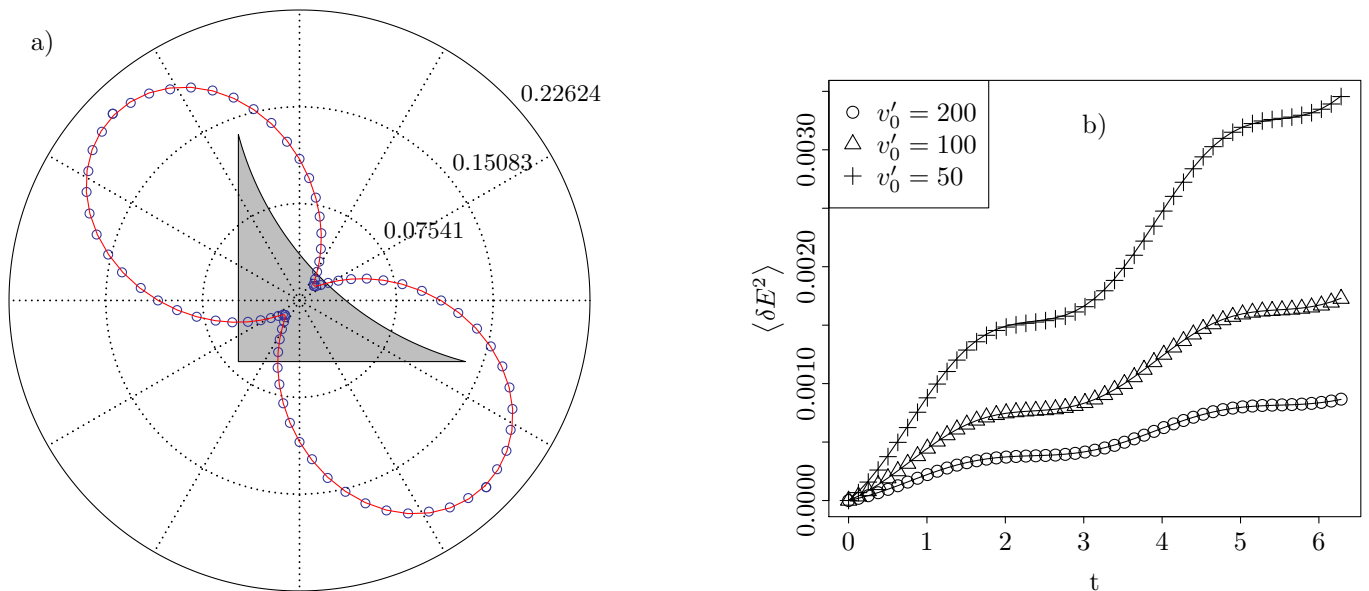 a)
0.22624
0.15083
0.07541
b)
v′₀ = 200
v′₀ = 100
v′₀ = 50
⟨δE²⟩
0.0000
0.0010
0.0020
0.0030
0 1 2 3 4 5 6
t